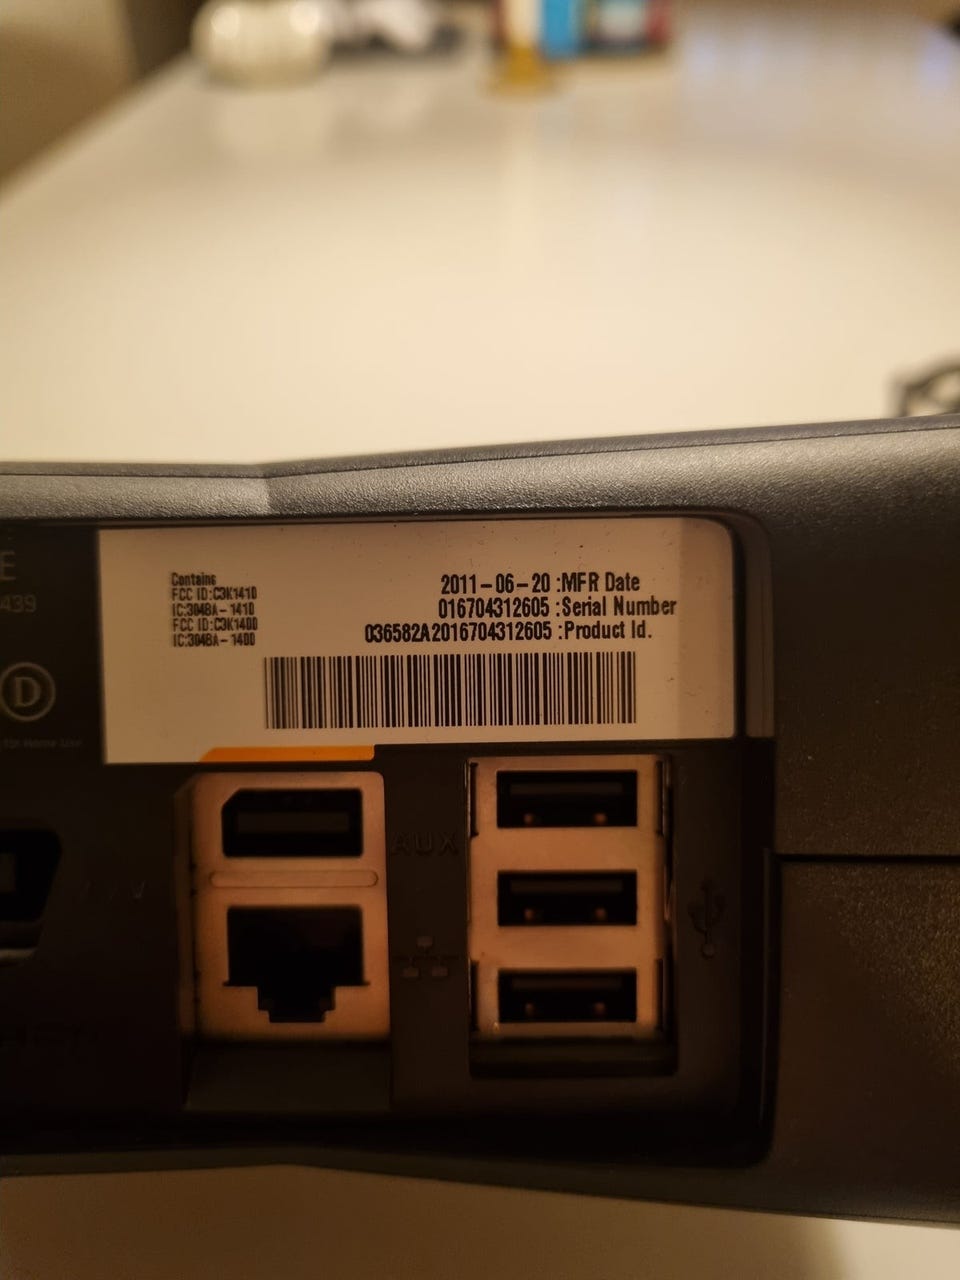 E
439
D
Contains
FCC ID:C3K1410
IC:3048A-1410
FCC ID:C3K1400
IC:3048A-1400
2011-06-20 :MFR Date
016704312605 :Serial Number
036582A2016704312605 :Product Id.
AUX